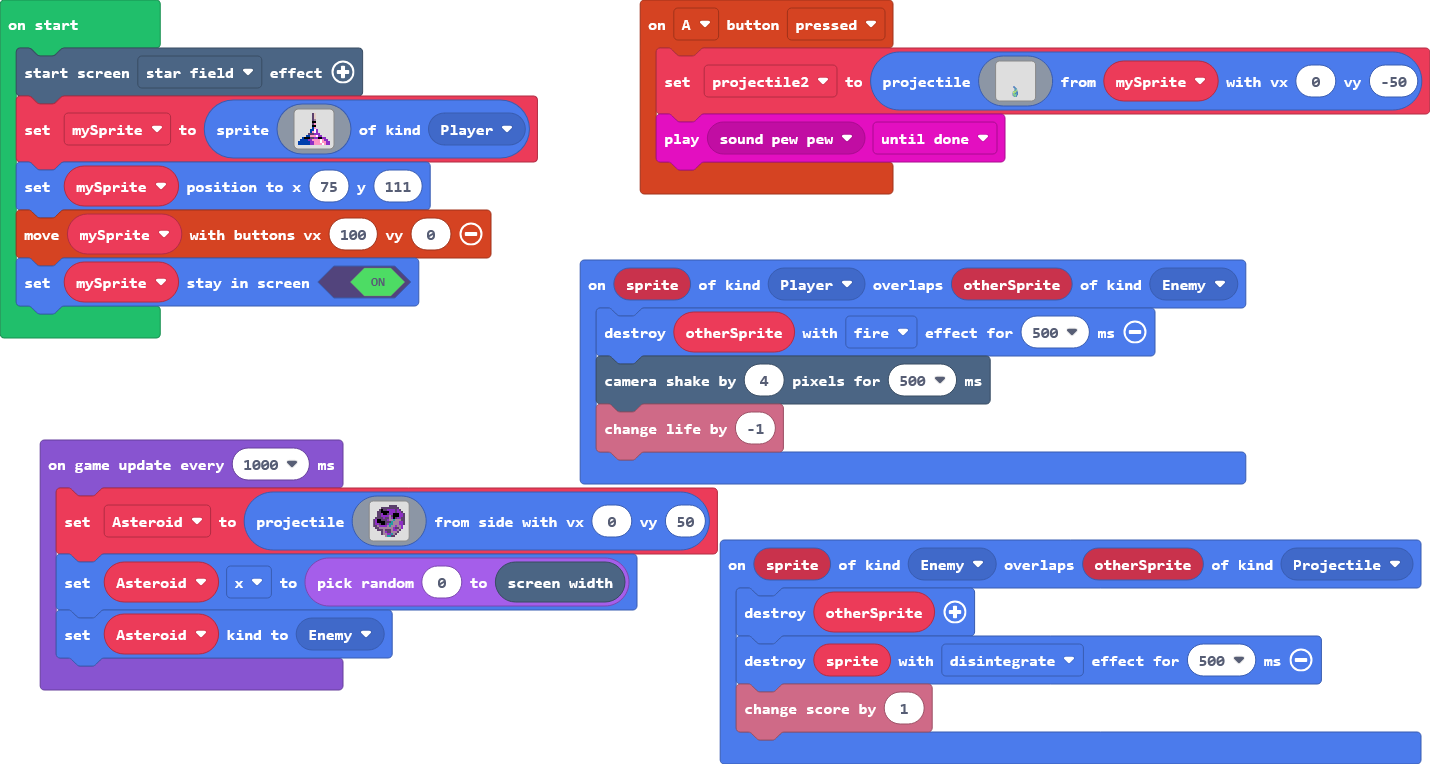 on start
start screen star field effect
set mySprite to sprite of kind Player
set mySprite position to x 75 y 111
move mySprite with buttons vx 100 vy 0
set mySprite stay in screen ON
on A button pressed
set projectile2 to projectile from mySprite with vx 0 vy -50
play sound pew pew until done
on sprite of kind Player overlaps otherSprite of kind Enemy
destroy otherSprite with fire effect for 500 ms
camera shake by 4 pixels for 500 ms
change life by -1
on game update every 1000 ms
set Asteroid to projectile from side with vx 0 vy 50
set Asteroid x to pick random 0 to screen width
set Asteroid kind to Enemy
on sprite of kind Enemy overlaps otherSprite of kind Projectile
destroy otherSprite
destroy sprite with disintegrate effect for 500 ms
change score by 1